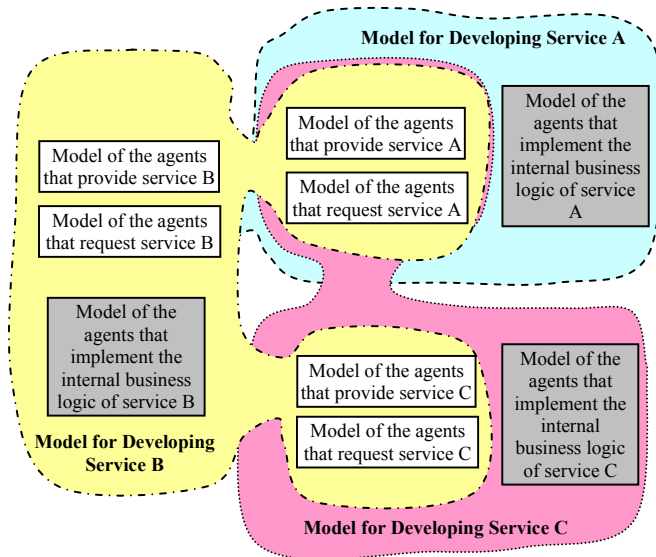 Model for Developing Service A
Model of the agents
that provide service A
Model of the agents
that request service A
Model of the
agents that
implement the
internal business
logic of service
A
Model of the agents
that provide service B
Model of the agents
that request service B
Model of the
agents that
implement the
internal business
logic of service B
Model for Developing
Service B
Model of the agents
that provide service C
Model of the agents
that request service C
Model of the
agents that
implement the
internal
business logic
of service C
Model for Developing Service C